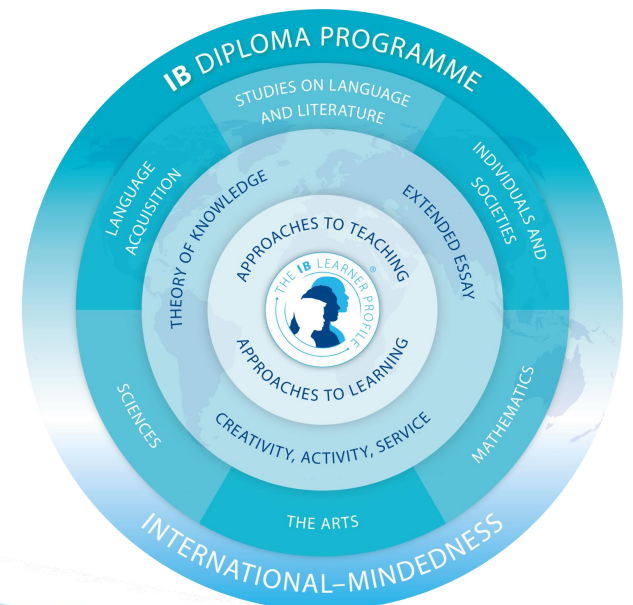 IB DIPLOMA PROGRAMME
STUDIES ON LANGUAGE
AND LITERATURE
LANGUAGE
ACQUISITION
INDIVIDUALS AND
SOCIETIES
THEORY OF KNOWLEDGE
EXTENDED ESSAY
APPROACHES TO TEACHING
THE IB LEARNER PROFILE
®
APPROACHES TO LEARNING
CREATIVITY, ACTIVITY, SERVICE
SCIENCES
MATHEMATICS
THE ARTS
INTERNATIONAL–MINDEDNESS